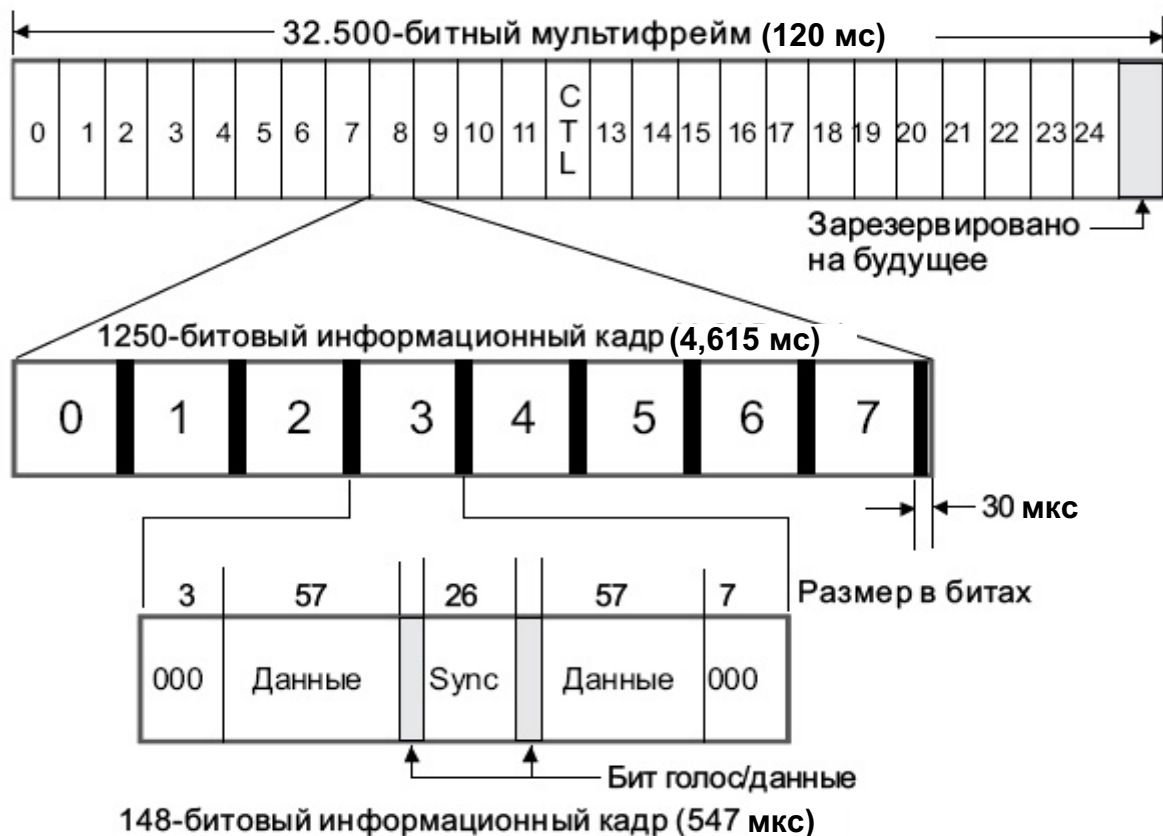 32.500-битный мультифрейм (120 мс)
0 1 2 3 4 5 6 7 8 9 10 11 CTL 13 14 15 16 17 18 19 20 21 22 23 24
Зарезервировано
на будущее
1250-битовый информационный кадр (4,615 мс)
0 1 2 3 4 5 6 7
30 мкс
3 57 26 57 7 Размер в битах
000 Данные Sync Данные 000
Бит голос/данные
148-битовый информационный кадр (547 мкс)